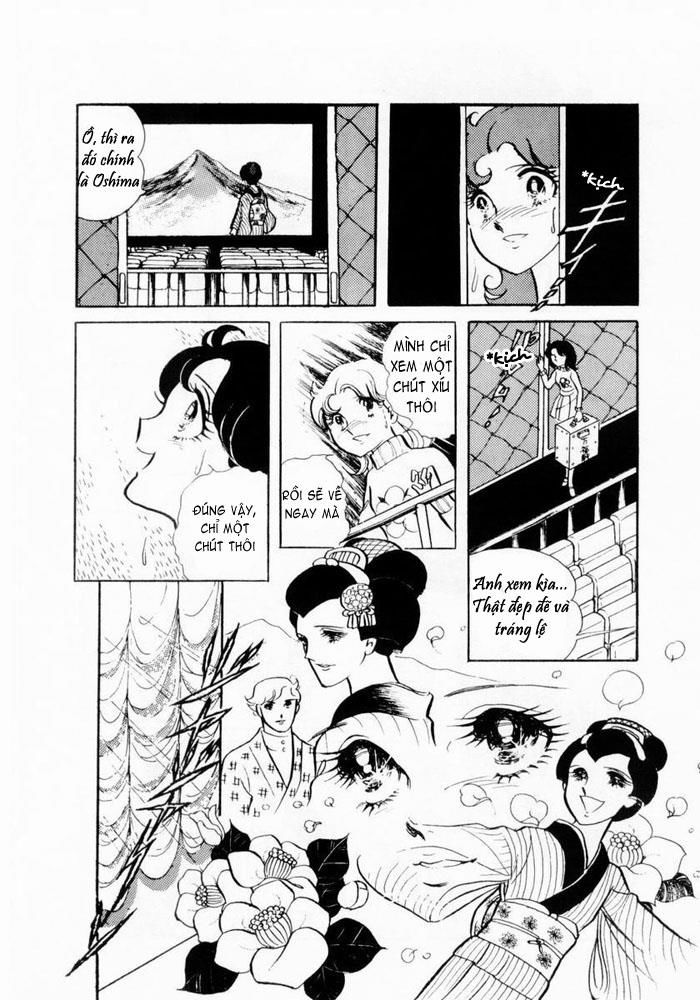 Ồ, thì ra
đó chính
là Oshima
*kịch
MÌNH CHỈ
XEM MỘT
CHÚT XÍU
THÔI
RỒI SẼ VỀ
NGAY MÀ
ĐÚNG VẬY,
CHỈ MỘT
CHÚT THÔI
*kịch
Anh xem kìa...
Thật đẹp đẽ và
tráng lệ